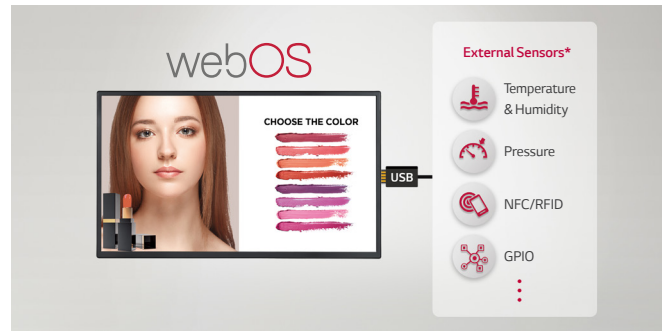 webOS
CHOOSE THE COLOR
USB
External Sensors*
Temperature
& Humidity
Pressure
NFC/RFID
GPIO